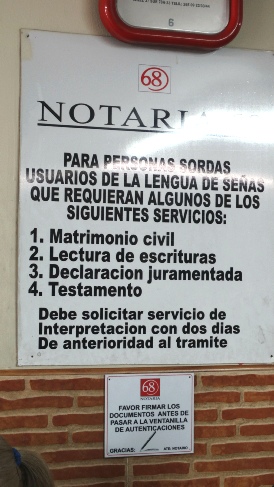 6
68
NOTARIA
PARA PERSONAS SORDAS
USUARIOS DE LA LENGUA DE SEÑAS
QUE REQUIERAN ALGUNOS DE LOS
SIGUIENTES SERVICIOS:
1. Matrimonio civil
2. Lectura de escrituras
3. Declaracion juramentada
4. Testamento
Debe solicitar servicio de
Interpretacion con dos dias
De anterioridad al tramite
68
NOTARIA
FAVOR FIRMAR LOS
DOCUMENTOS ANTES DE
PASAR A LA VENTANILLA
DE AUTENTICACIONES
GRACIAS: NOTARIO